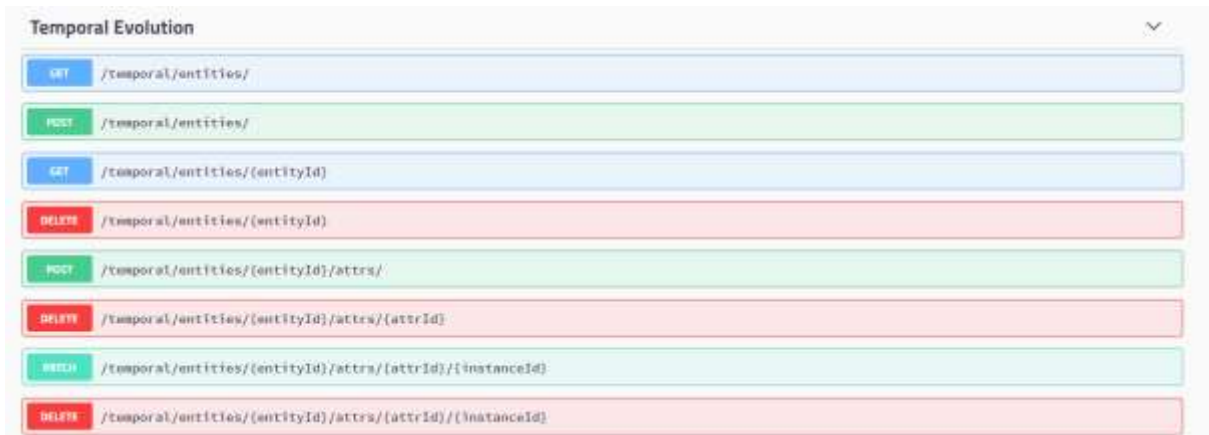 Temporal Evolution
GET /temporal/entities/
POST /temporal/entities/
GET /temporal/entities/{entityId}
DELETE /temporal/entities/{entityId}
POST /temporal/entities/{entityId}/attrs/
DELETE /temporal/entities/{entityId}/attrs/{attrId}
PATCH /temporal/entities/{entityId}/attrs/{attrId}/{instanceId}
DELETE /temporal/entities/{entityId}/attrs/{attrId}/{instanceId}